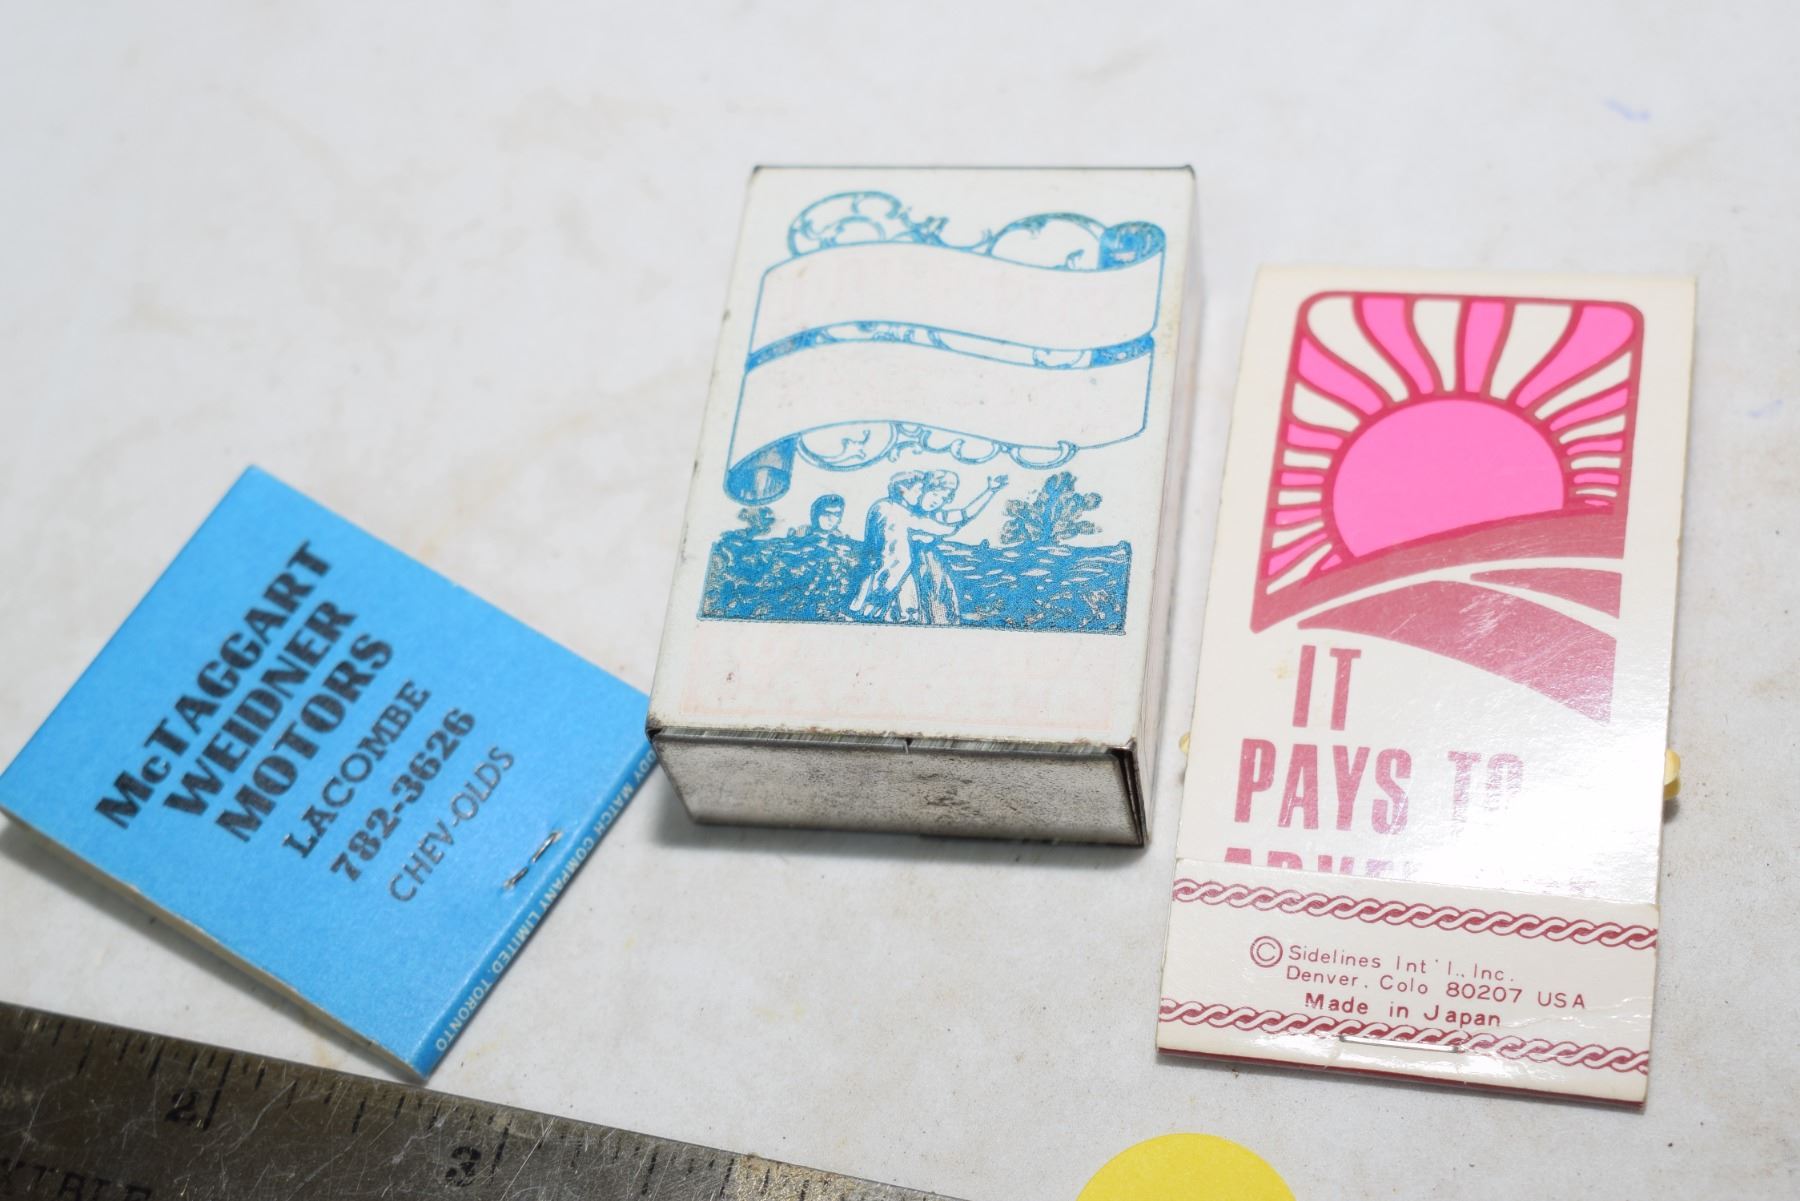 McTAGGART
WEIDNER
MOTORS
LACOMBE
782-3626
CHEV-OLDS
DDY MATCH COMPANY LIMITED, TORONTO
IT
PAYS TO
© Sidelines Int'l., Inc.
Denver, Colo 80207 USA
Made in Japan
2
3